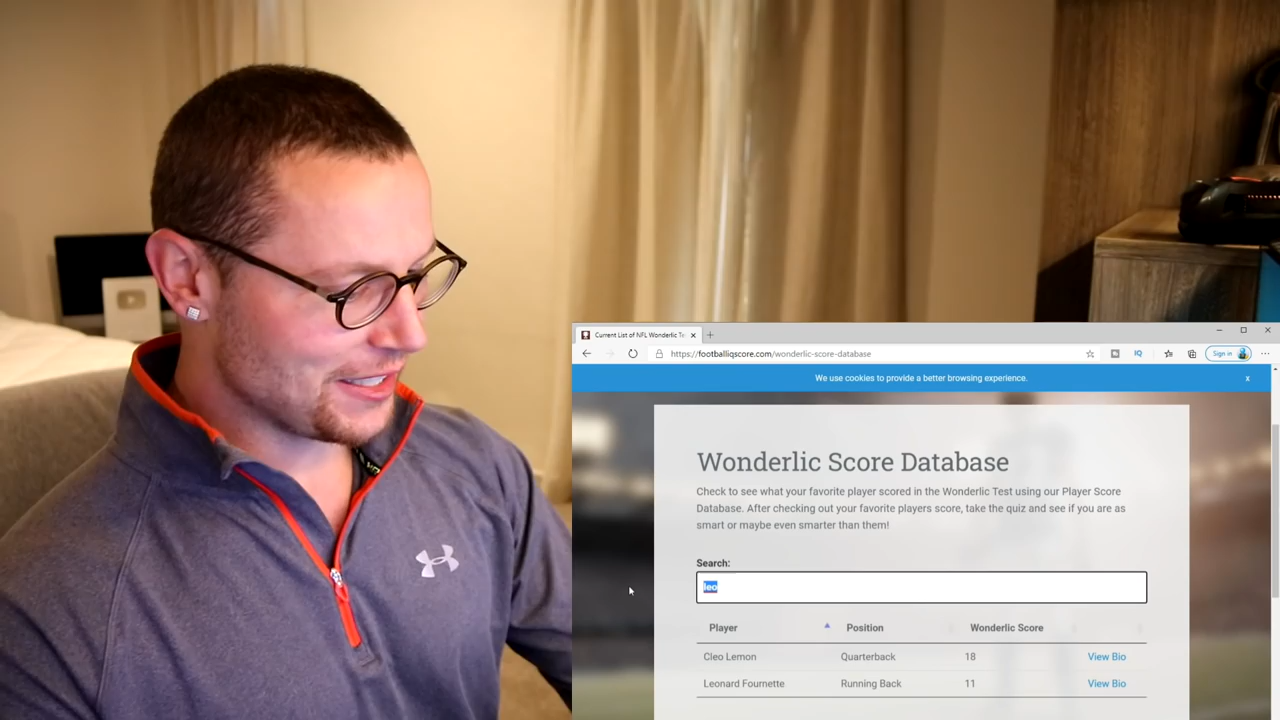 Current List of NFL Wonderlic Te
https://footballiqscore.com/wonderlic-score-database
IQ
Sign in
We use cookies to provide a better browsing experience.
x
Wonderlic Score Database
Check to see what your favorite player scored in the Wonderlic Test using our Player Score
Database. After checking out your favorite players score, take the quiz and see if you are as
smart or maybe even smarter than them!
Search:
leo
Player Position Wonderlic Score
Cleo Lemon Quarterback 18 View Bio
Leonard Fournette Running Back 11 View Bio